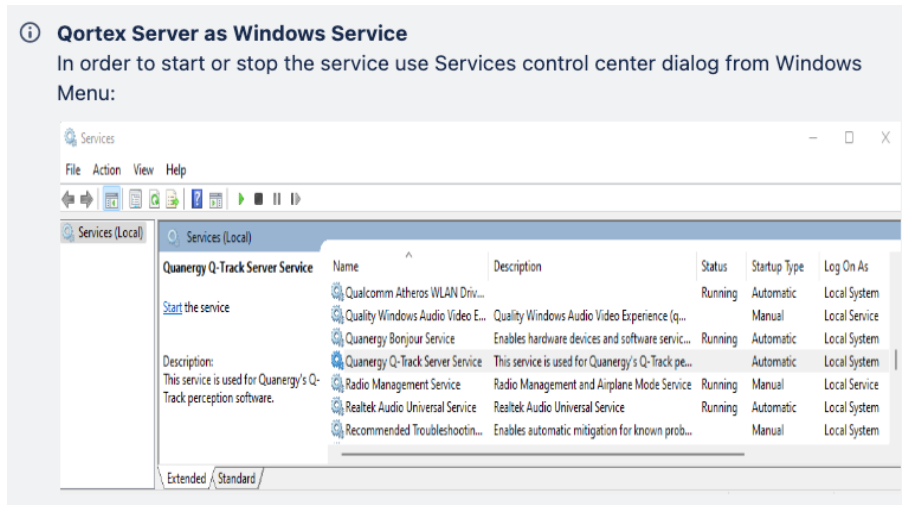 Qortex Server as Windows Service
In order to start or stop the service use Services control center dialog from Windows
Menu:
Services
File Action View Help
Services (Local)
Services (Local)
Quanergy Q-Track Server Service
Start the service
Description:
This service is used for Quanergy's Q-
Track perception software.
Name Description Status Startup Type Log On As
Qualcomm Atheros WLAN Driv... Running Automatic Local System
Quality Windows Audio Video E... Quality Windows Audio Video Experience (q... Manual Local Service
Quanergy Bonjour Service Enables hardware devices and software servic... Running Automatic Local System
Quanergy Q-Track Server Service This service is used for Quanergy's Q-Track pe... Automatic Local System
Radio Management Service Radio Management and Airplane Mode Service Running Manual Local Service
Realtek Audio Universal Service Realtek Audio Universal Service Running Automatic Local System
Recommended Troubleshootin... Enables automatic mitigation for known prob... Manual Local System
Extended Standard